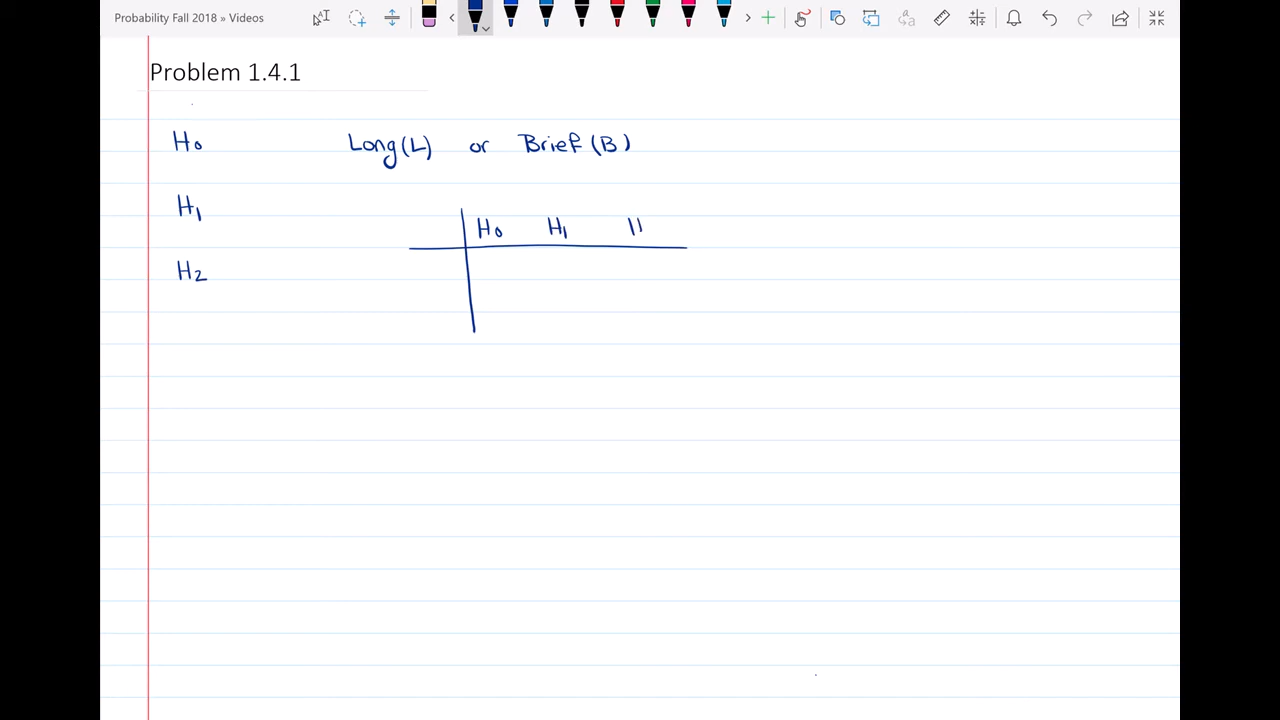 Probability Fall 2018 » Videos
Problem 1.4.1
H0 Long(L) or Brief(B)
H1
H0 H1
H2